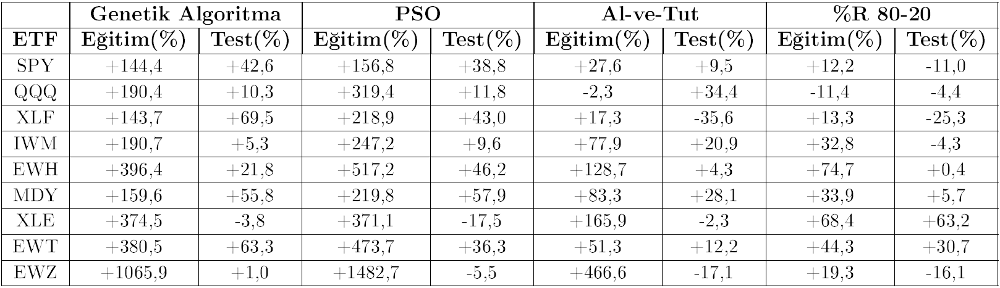 Genetik Algoritma PSO Al-ve-Tut %R 80-20
ETF Eğitim(%) Test(%) Eğitim(%) Test(%) Eğitim(%) Test(%) Eğitim(%) Test(%)
SPY +144,4 +42,6 +156,8 +38,8 +27,6 +9,5 +12,2 -11,0
QQQ +190,4 +10,3 +319,4 +11,8 -2,3 +34,4 -11,4 -4,4
XLF +143,7 +69,5 +218,9 +43,0 +17,3 -35,6 +13,3 -25,3
IWM +190,7 +5,3 +247,2 +9,6 +77,9 +20,9 +32,8 -4,3
EWH +396,4 +21,8 +517,2 +46,2 +128,7 +4,3 +74,7 +0,4
MDY +159,6 +55,8 +219,8 +57,9 +83,3 +28,1 +33,9 +5,7
XLE +374,5 -3,8 +371,1 -17,5 +165,9 -2,3 +68,4 +63,2
EWT +380,5 +63,3 +473,7 +36,3 +51,3 +12,2 +44,3 +30,7
EWZ +1065,9 +1,0 +1482,7 -5,5 +466,6 -17,1 +19,3 -16,1